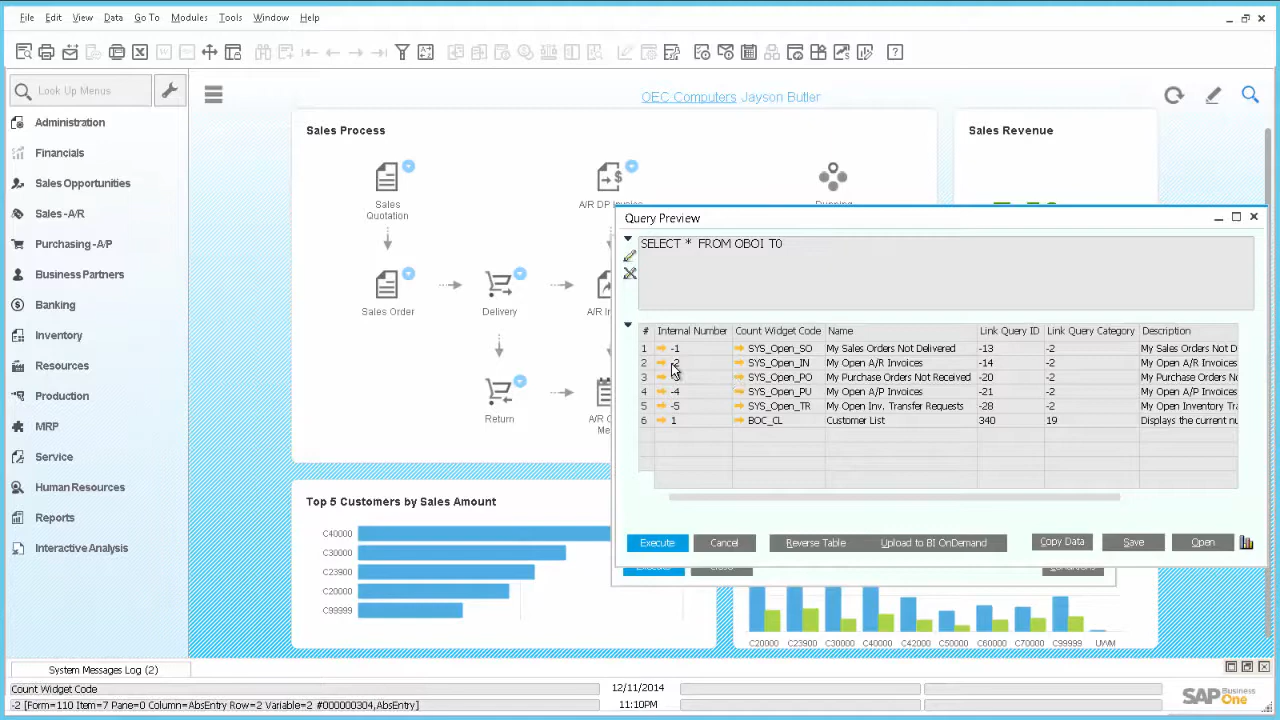 File Edit View Data Go To Modules Tools Window Help
Look Up Menus
OEC Computers Jayson Butler
Administration
Financials
Sales Opportunities
Sales - A/R
Purchasing - A/P
Business Partners
Banking
Inventory
Resources
Production
MRP
Service
Human Resources
Reports
Interactive Analysis
Sales Process
Sales Revenue
Sales
Quotation
Sales Order
Delivery
Return
Query Preview
SELECT * FROM OBOI T0
# Internal Number Count Widget Code Name Link Query ID Link Query Category Description
1 -1 SYS_Open_SO My Sales Orders Not Delivered -13 -2 My Sales Orders Not D
2 SYS_Open_IN My Open A/R Invoices -14 -2 My Open A/R Invoices
3 SYS_Open_PO My Purchase Orders Not Received -20 -2 My Purchase Orders N
4 -4 SYS_Open_PU My Open A/P Invoices -21 -2 My Open A/P Invoices
5 -5 SYS_Open_TR My Open Inv. Transfer Requests -28 -2 My Open Inventory Tr
6 1 BOC_CL Customer List 340 19 Displays the current nu
Execute Cancel Reverse Table Upload to BI OnDemand Copy Data Save Open
Top 5 Customers by Sales Amount
C40000
C30000
C23900
C20000
C99999
C20000 C23900 C30000 C40000 C42000 C50000 C60000 C70000 C99999
System Messages Log (2)
Count Widget Code
12/11/2014
-2 [Form=110 Item=7 Pane=0 Column=AbsEntry Row=2 Variable=2 #000000304,AbsEntry]
11:10PM
SAP Business One